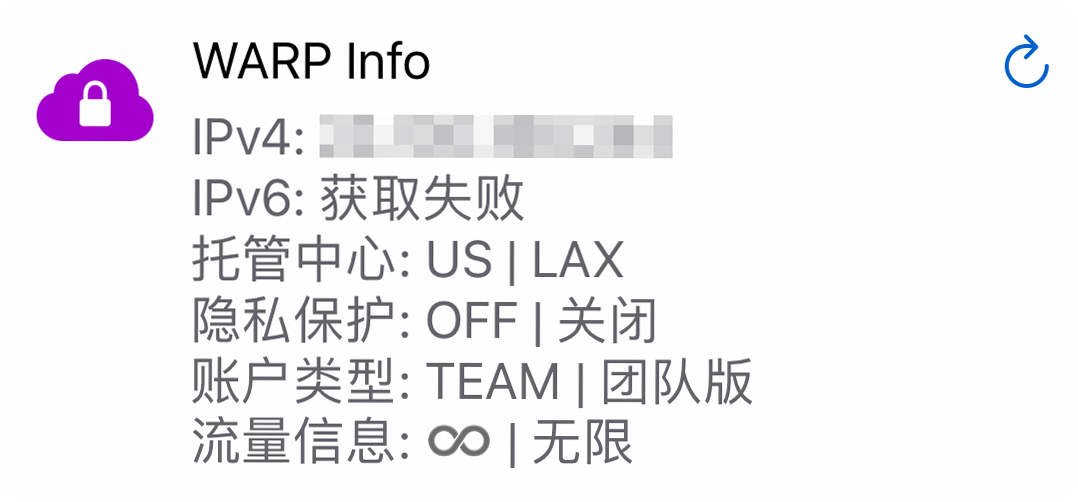 WARP Info
IPv4:
IPv6: 获取失败
托管中心: US | LAX
隐私保护: OFF | 关闭
账户类型: TEAM | 团队版
流量信息: ∞ | 无限